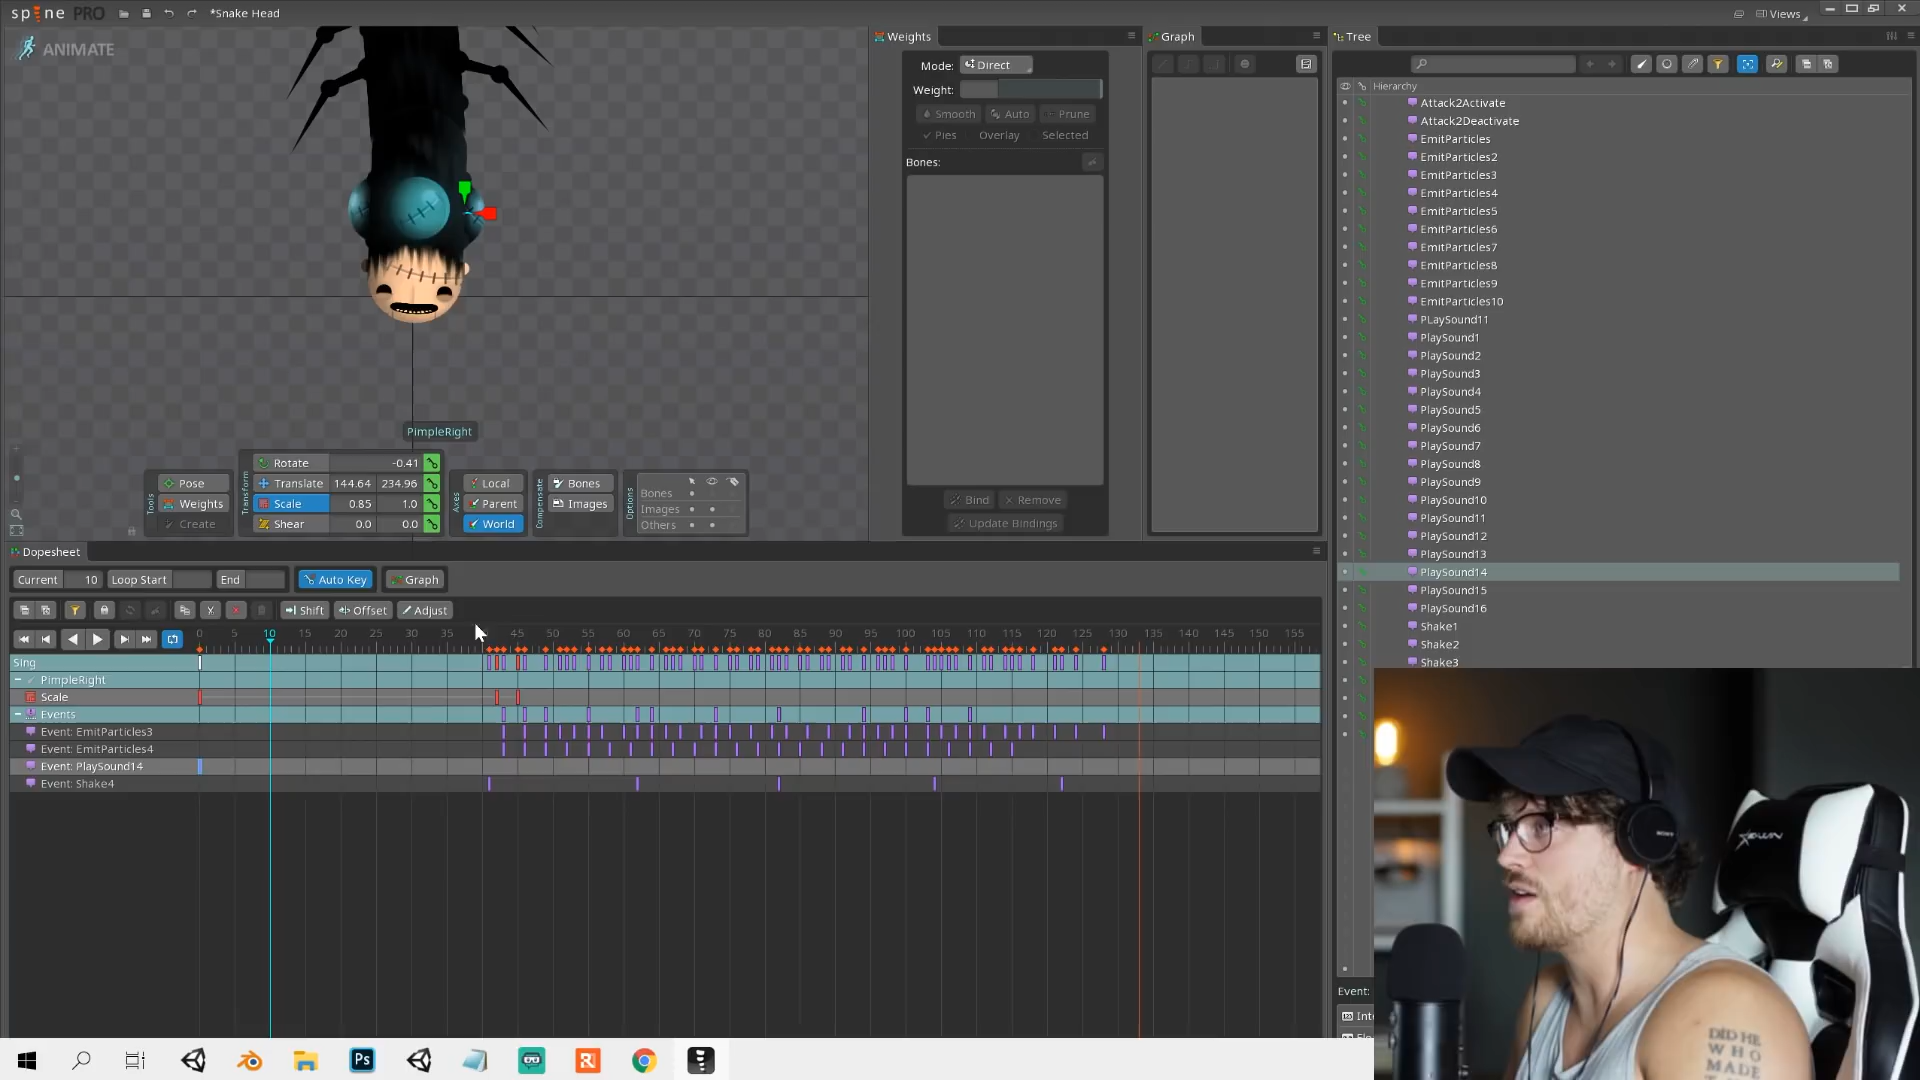 spine PRO
*Snake Head
Views
ANIMATE
Weights
Graph
Tree
Mode: Direct
Weight:
Smooth Auto Prune
Pies Overlay Selected
Bones:
Bind Remove
Update Bindings
Hierarchy
Attack2Activate
Attack2Deactivate
EmitParticles
EmitParticles2
EmitParticles3
EmitParticles4
EmitParticles5
EmitParticles6
EmitParticles7
EmitParticles8
EmitParticles9
EmitParticles10
PLaySound11
PlaySound1
PlaySound2
PlaySound3
PlaySound4
PlaySound5
PlaySound6
PlaySound7
PlaySound8
PlaySound9
PlaySound10
PlaySound11
PlaySound12
PlaySound13
PlaySound14
PlaySound15
PlaySound16
Shake1
Shake2
Shake3
Event:
PimpleRight
Tools
Pose
Weights
Create
Transform
Rotate -0.41
Translate 144.64 234.96
Scale 0.85 1.0
Shear 0.0 0.0
Axes
Local
Parent
World
Compensate
Bones
Images
Options
Bones
Images
Others
Dopesheet
Current 10 Loop Start End Auto Key Graph
Shift Offset Adjust
0 5 10 15 20 25 30 35 45 50 55 60 65 70 75 80 85 90 95 100 105 110 115 120 125 130 135 140 145 150 155
Sing
PimpleRight
Scale
Events
Event: EmitParticles3
Event: EmitParticles4
Event: PlaySound14
Event: Shake4
SONY
DID HE
WHO
MADE
Ps